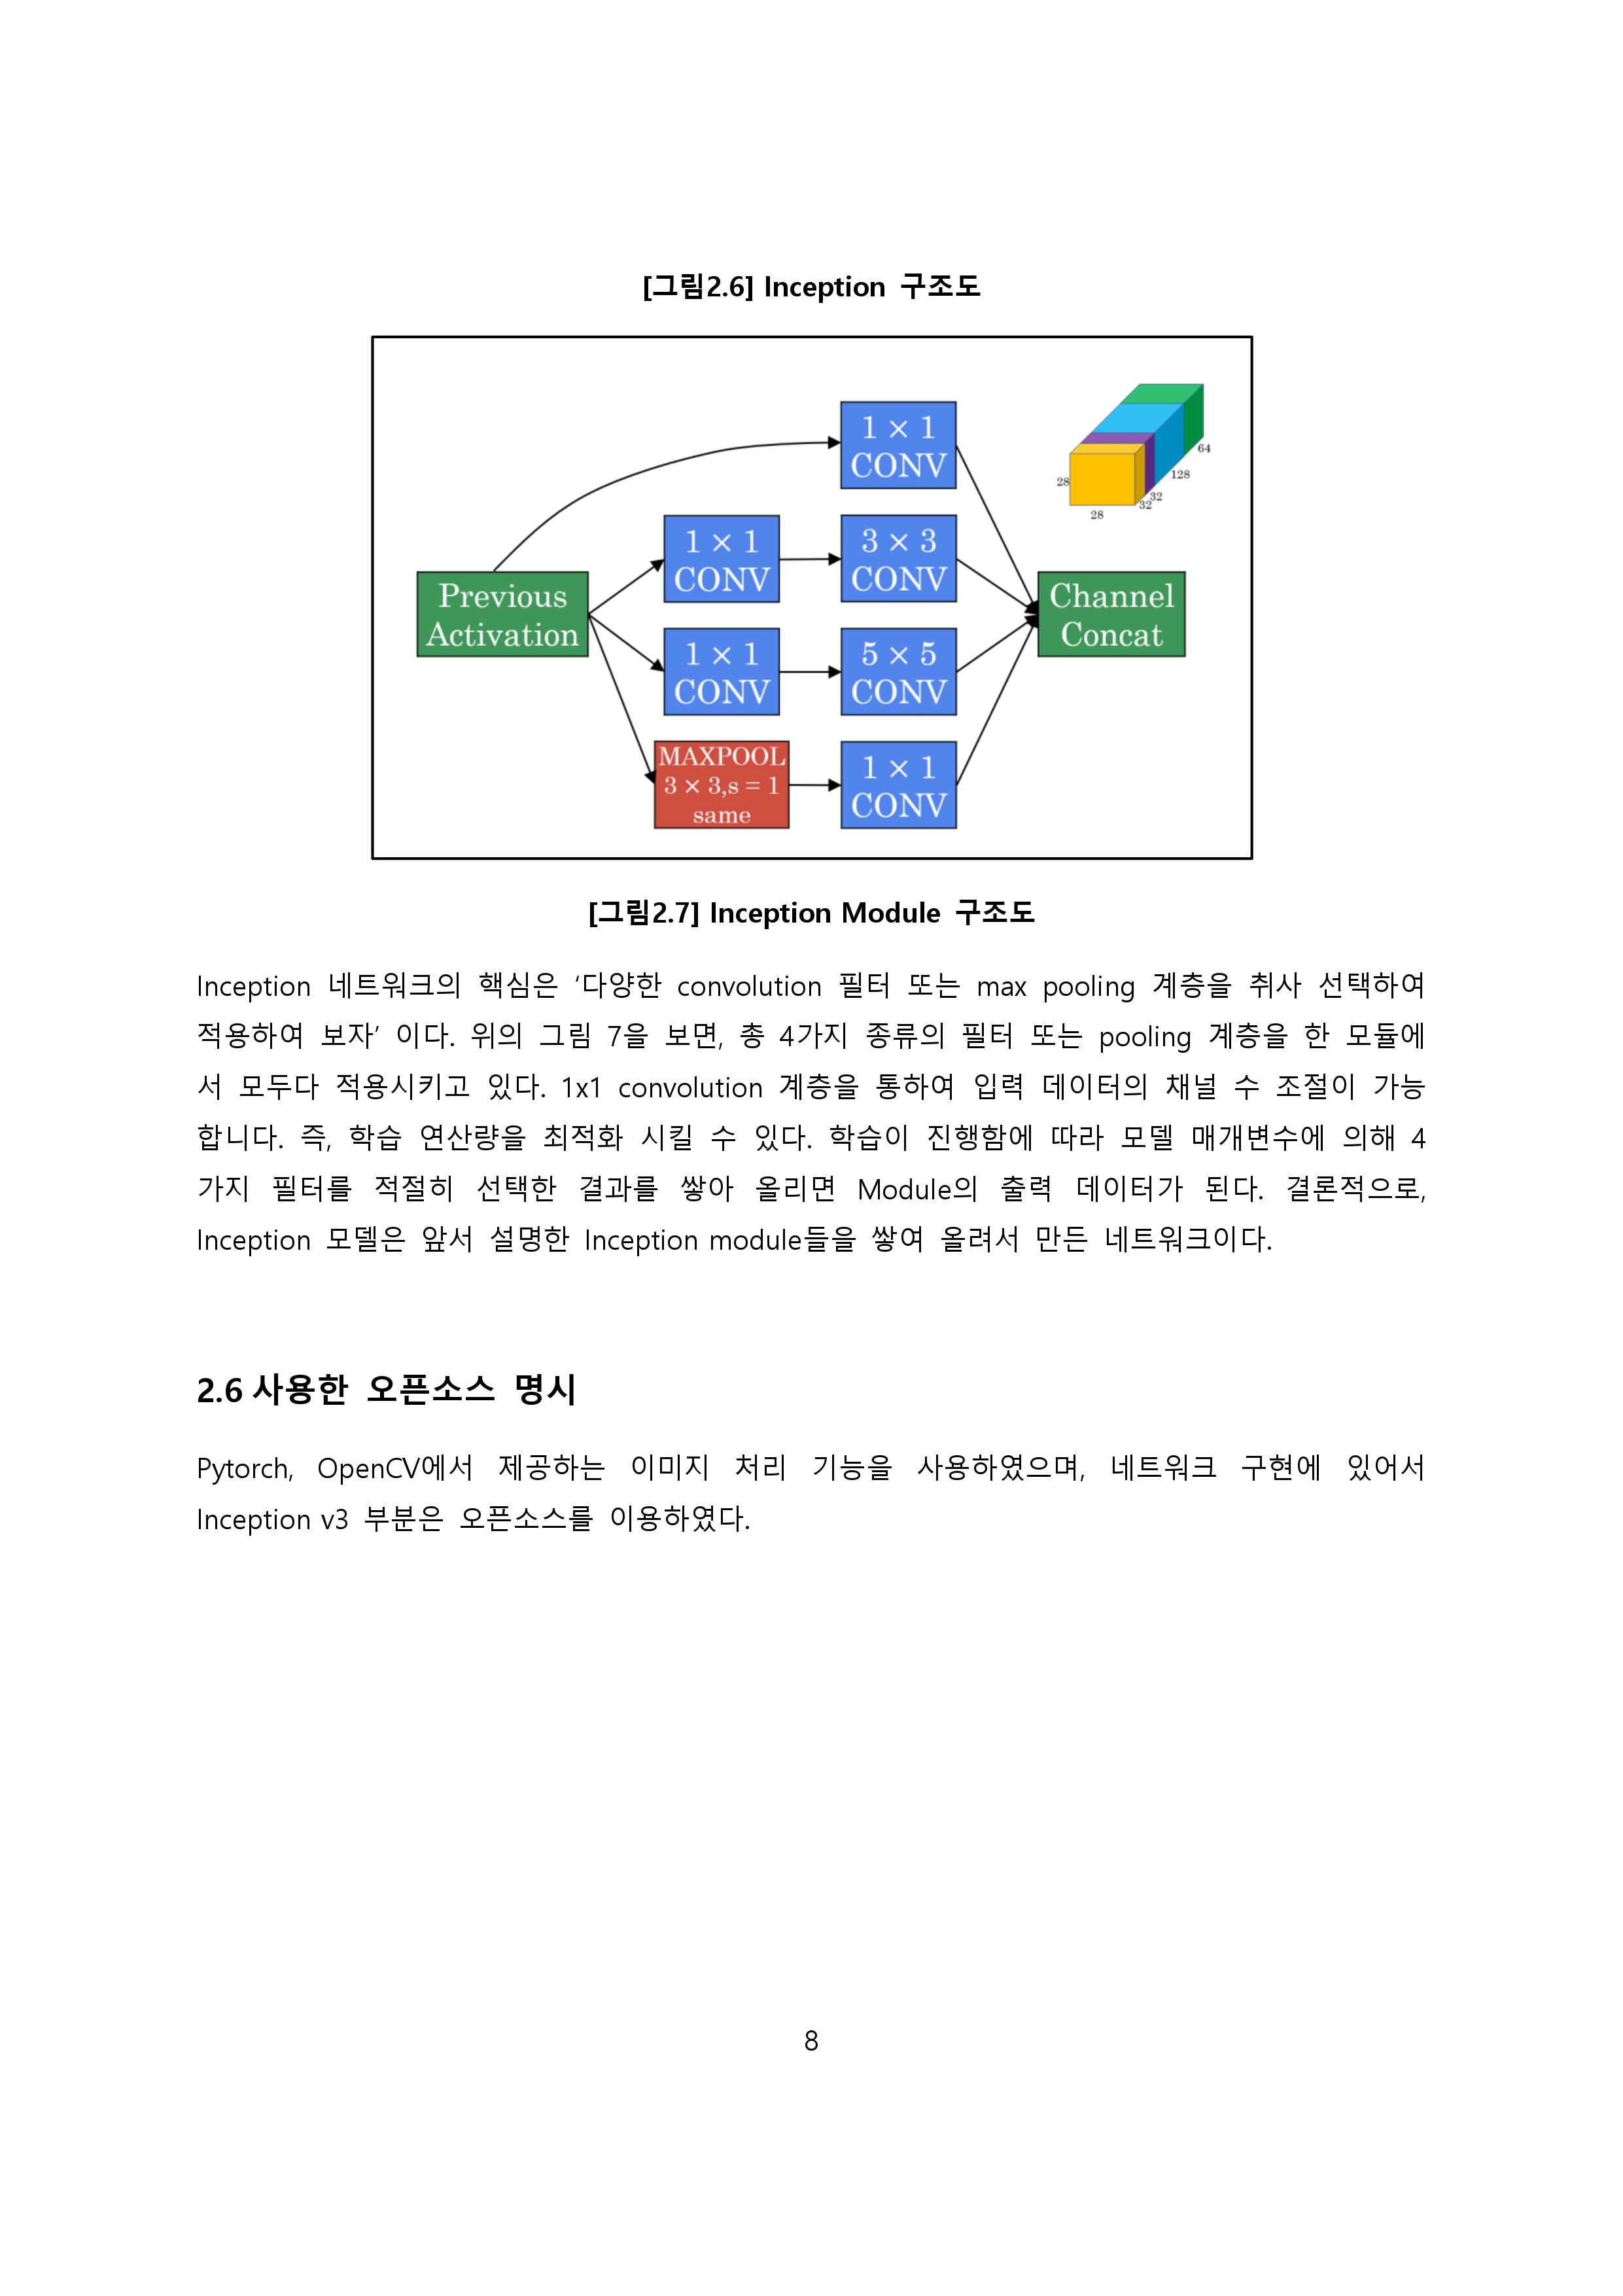 [그림2.6] Inception 구조도
1 × 1
CONV
64
128
32
32
28
28
1 × 1
CONV
3 × 3
CONV
Previous
Activation
Channel
Concat
1 × 1
CONV
5 × 5
CONV
MAXPOOL
3 × 3,s = 1
same
1 × 1
CONV
[그림2.7] Inception Module 구조도
Inception 네트워크의 핵심은 ‘다양한 convolution 필터 또는 max pooling 계층을 취사 선택하여
적용하여 보자’ 이다. 위의 그림 7을 보면, 총 4가지 종류의 필터 또는 pooling 계층을 한 모듈에
서 모두다 적용시키고 있다. 1x1 convolution 계층을 통하여 입력 데이터의 채널 수 조절이 가능
합니다. 즉, 학습 연산량을 최적화 시킬 수 있다. 학습이 진행함에 따라 모델 매개변수에 의해 4
가지 필터를 적절히 선택한 결과를 쌓아 올리면 Module의 출력 데이터가 된다. 결론적으로,
Inception 모델은 앞서 설명한 Inception module들을 쌓여 올려서 만든 네트워크이다.
2.6 사용한 오픈소스 명시
Pytorch, OpenCV에서 제공하는 이미지 처리 기능을 사용하였으며, 네트워크 구현에 있어서
Inception v3 부분은 오픈소스를 이용하였다.
8